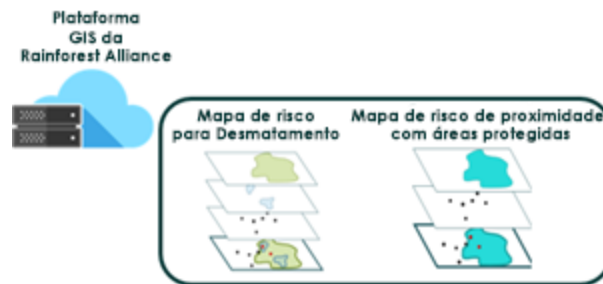 Plataforma
GIS da
Rainforest Alliance
Mapa de risco
para Desmatamento
Mapa de risco de proximidade
com áreas protegidas